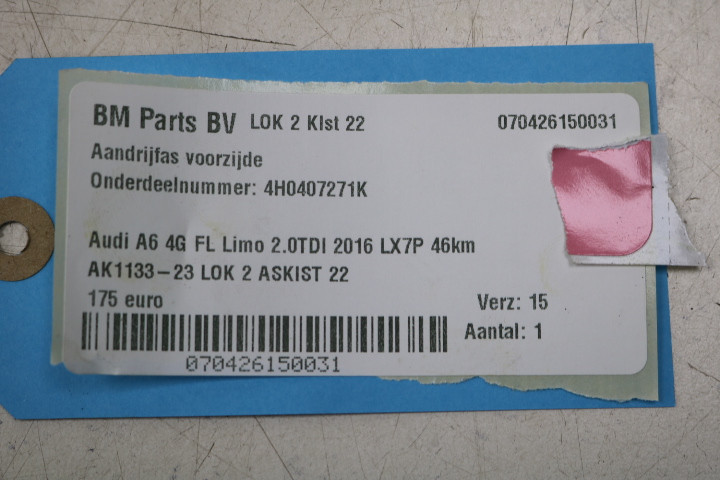 BM Parts BV LOK 2 KIst 22 070426150031
Aandrijfas voorzijde
Onderdeelnummer: 4H0407271K
Audi A6 4G FL Limo 2.0TDI 2016 LX7P 46km
AK1133-23 LOK 2 ASKIST 22
175 euro Verz: 15
Aantal: 1
070426150031